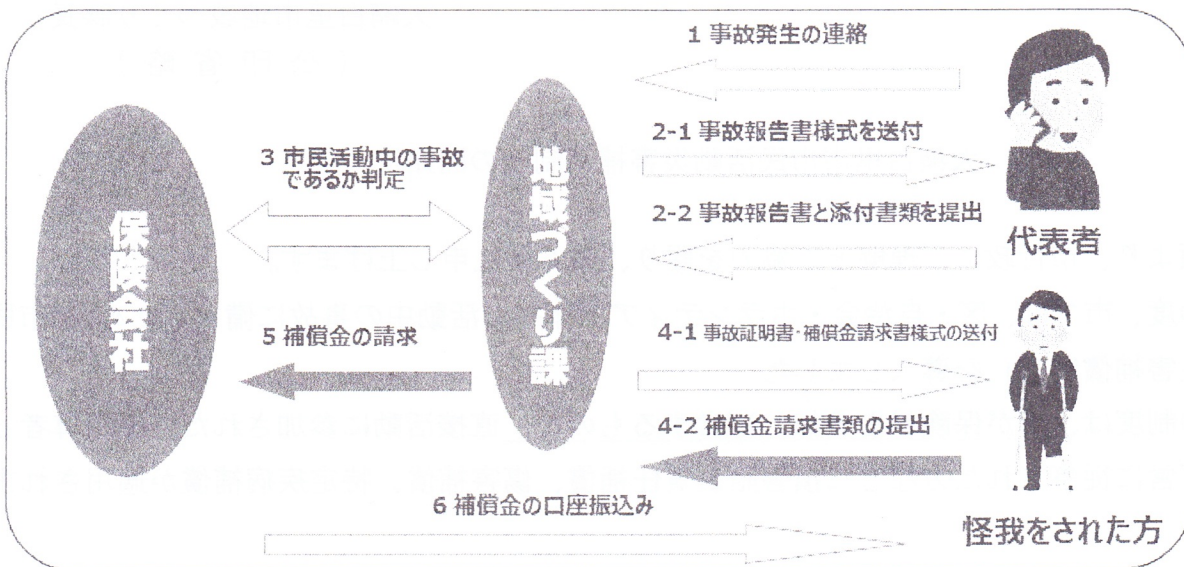 1 事故発生の連絡
2-1 事故報告書様式を送付
3 市民活動中の事故
であるか判定
2-2 事故報告書と添付書類を提出
代表者
保険会社
地域づくり課
5 補償金の請求
4-1 事故証明書・補償金請求書様式の送付
4-2 補償金請求書類の提出
6 補償金の口座振込み
怪我をされた方